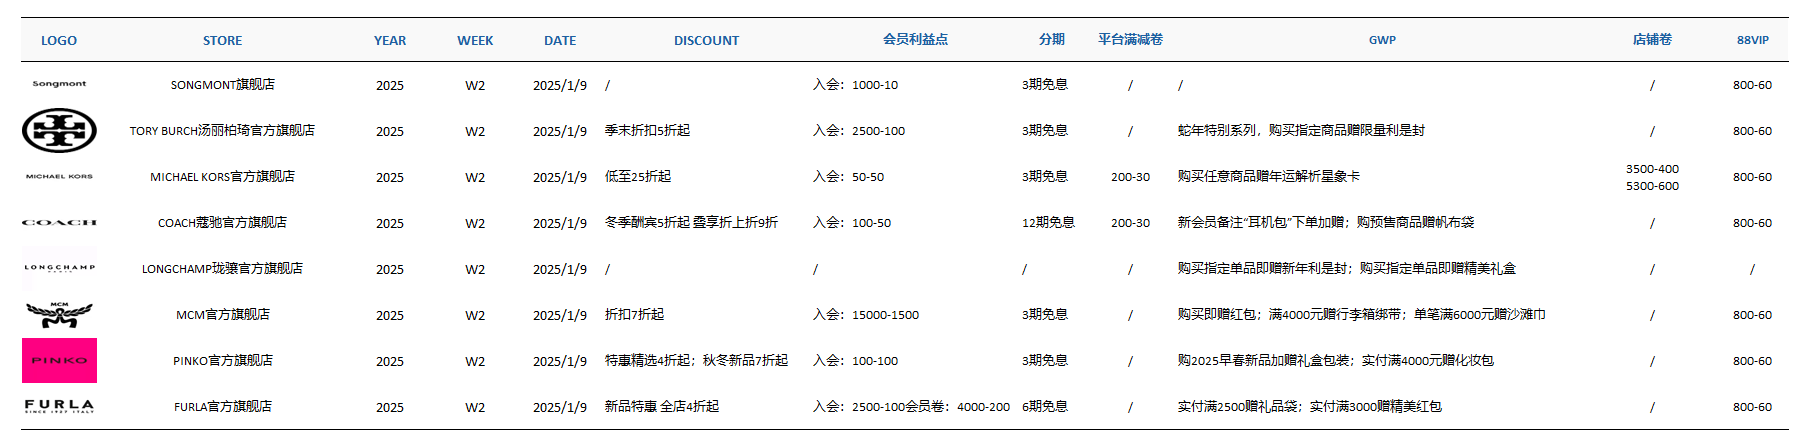 LOGO STORE YEAR WEEK DATE DISCOUNT 会员利益点 分期 平台满减卷 GWP 店铺卷 88VIP
Songmont SONGMONT旗舰店 2025 W2 2025/1/9 / 入会：1000-10 3期免息 / / / 800-60
TORY BURCH汤丽柏琦官方旗舰店 2025 W2 2025/1/9 季末折扣5折起 入会：2500-100 3期免息 / 蛇年特别系列，购买指定商品赠限量利是封 / 800-60
MICHAEL KORS MICHAEL KORS官方旗舰店 2025 W2 2025/1/9 低至25折起 入会：50-50 3期免息 200-30 购买任意商品赠年运解析星象卡 3500-400 800-60
5300-600
COACH COACH蔻驰官方旗舰店 2025 W2 2025/1/9 冬季酬宾5折起 叠享折上折9折 入会：100-50 12期免息 200-30 新会员备注“耳机包”下单加赠；购预售商品赠帆布袋 / 800-60
LONGCHAMP LONGCHAMP珑骧官方旗舰店 2025 W2 2025/1/9 / / / / 购买指定单品即赠新年利是封；购买指定单品即赠精美礼盒 / /
PARIS
MCM MCM官方旗舰店 2025 W2 2025/1/9 折扣7折起 入会：15000-1500 3期免息 / 购买即赠红包；满4000元赠行李箱绑带；单笔满6000元赠沙滩巾 / 800-60
PINKO PINKO官方旗舰店 2025 W2 2025/1/9 特惠精选4折起；秋冬新品7折起 入会：100-100 3期免息 / 购2025早春新品加赠礼盒包装；实付满4000元赠化妆包 / 800-60
FURLA FURLA官方旗舰店 2025 W2 2025/1/9 新品特惠 全店4折起 入会：2500-100会员卷：4000-200 6期免息 / 实付满2500赠礼品袋；实付满3000赠精美红包 / 800-60
SINCE 1927 ITALY